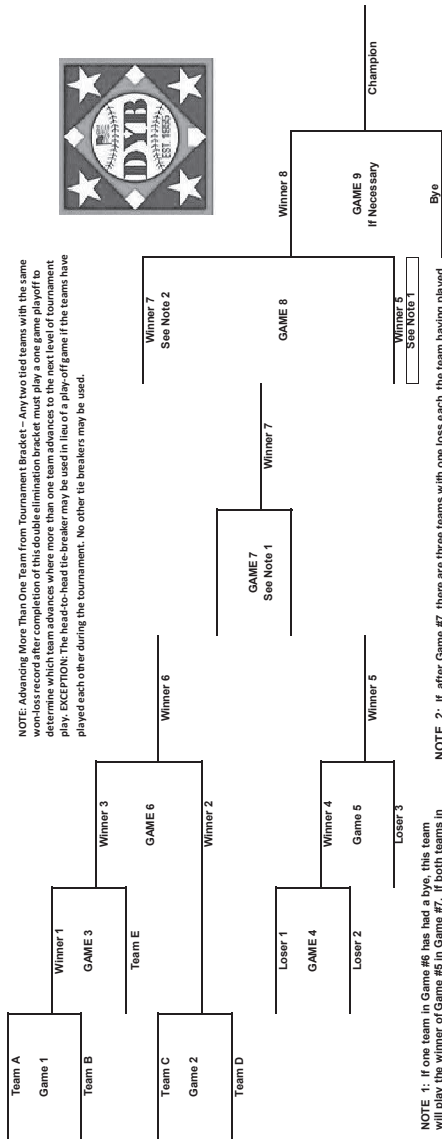 NOTE: Advancing More Than One Team from Tournament Bracket – Any two tied teams with the same
won-loss record after completion of this double elimination bracket must play a one game playoff to
determine which team advances where more than one team advances to the next level of tournament
play. EXCEPTION: The head-to-head tie-breaker may be used in lieu of a play-off game if the teams have
played each other during the tournament. No other tie breakers may be used.
DYB
EST. 1955
Team A
Game 1
Team B
Winner 1
GAME 3
Team E
Team C
Game 2
Team D
Winner 3
GAME 6
Winner 2
Winner 6
Loser 1
GAME 4
Loser 2
Winner 4
Game 5
Loser 3
Winner 5
GAME 7
See Note 1
Winner 7
Winner 7
See Note 2
GAME 8
Winner 5
See Note 1
Winner 8
GAME 9
If Necessary
Bye
Champion
NOTE 1: If one team in Game #6 has had a bye, this team
will play the winner of Game #5 in Game #7. If both teams in
NOTE 2: If, after Game #7, there are three teams with one loss each, the team having played